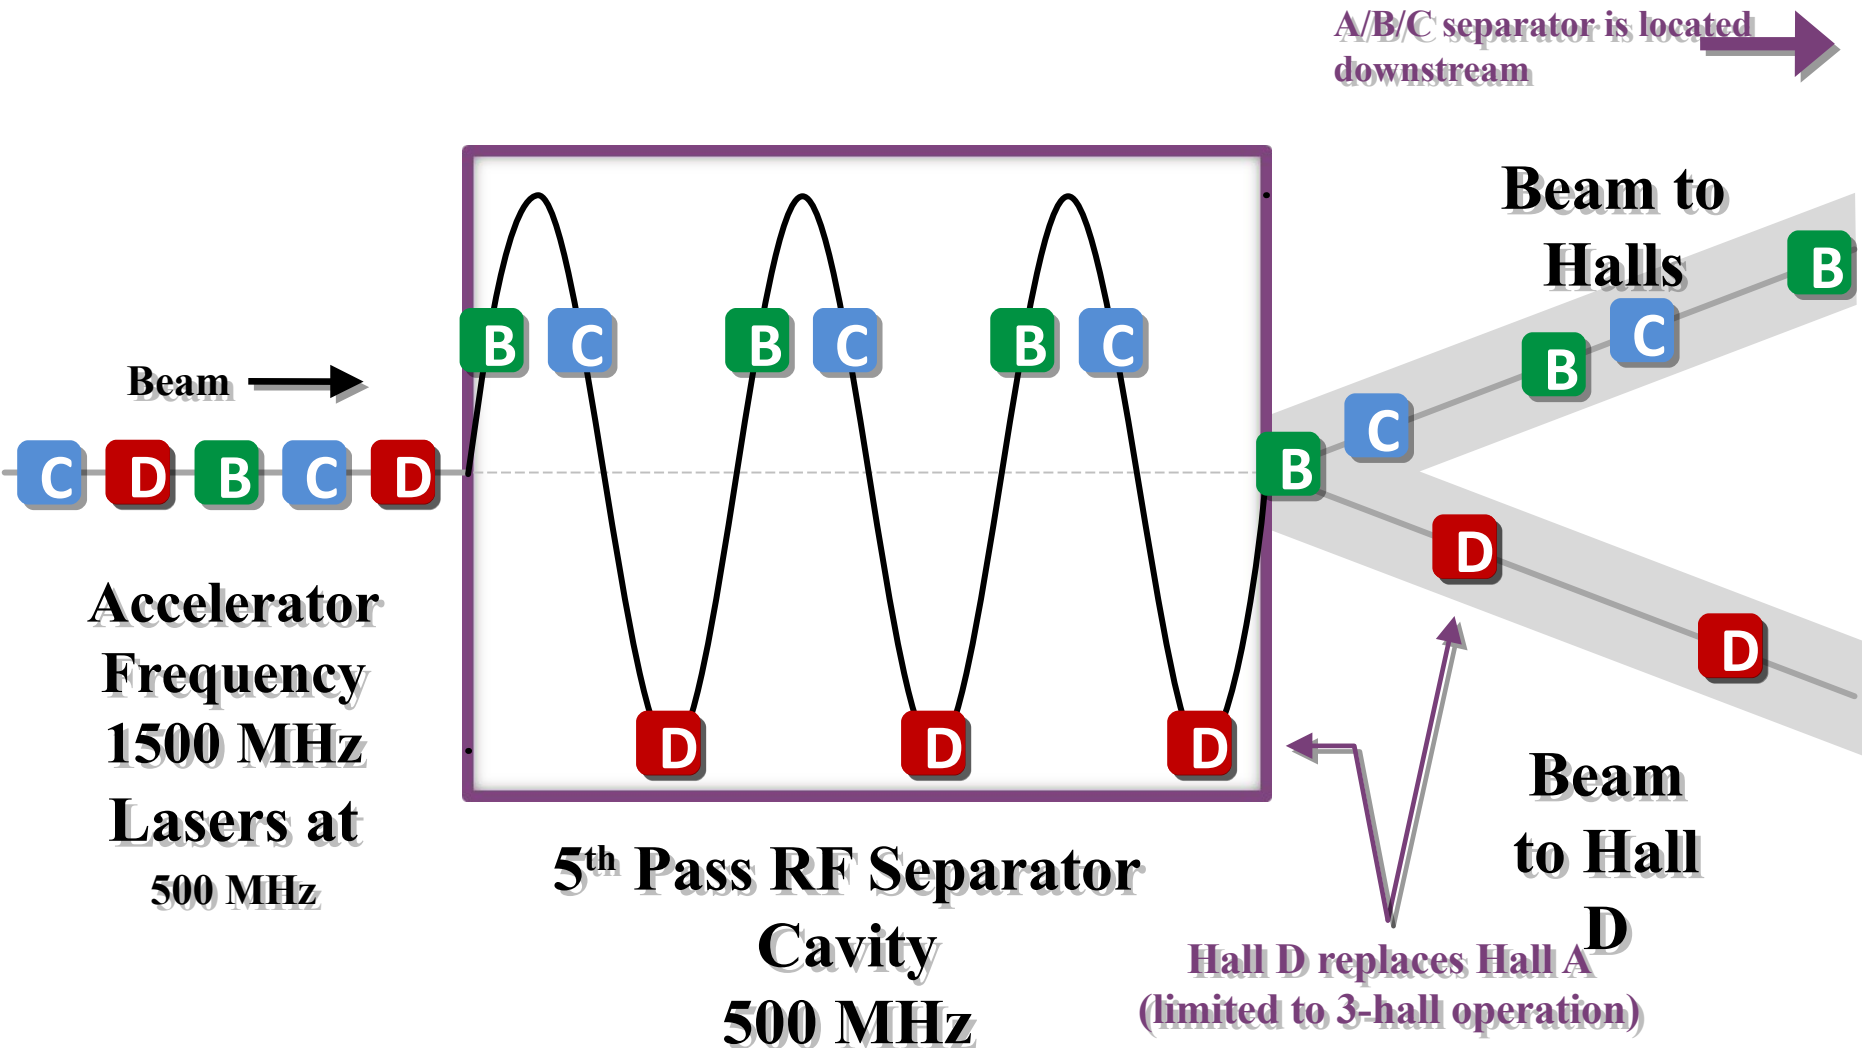 A/B/C separator is located
downstream
Beam to
Halls
B
C
B
C
B
C
B
C
B
C
B
Beam
C
D
B
C
D
B
D
D
D
D
D
Accelerator
Frequency
1500 MHz
Lasers at
500 MHz
5th Pass RF Separator
Cavity
500 MHz
Beam
to Hall
D
Hall D replaces Hall A
(limited to 3-hall operation)